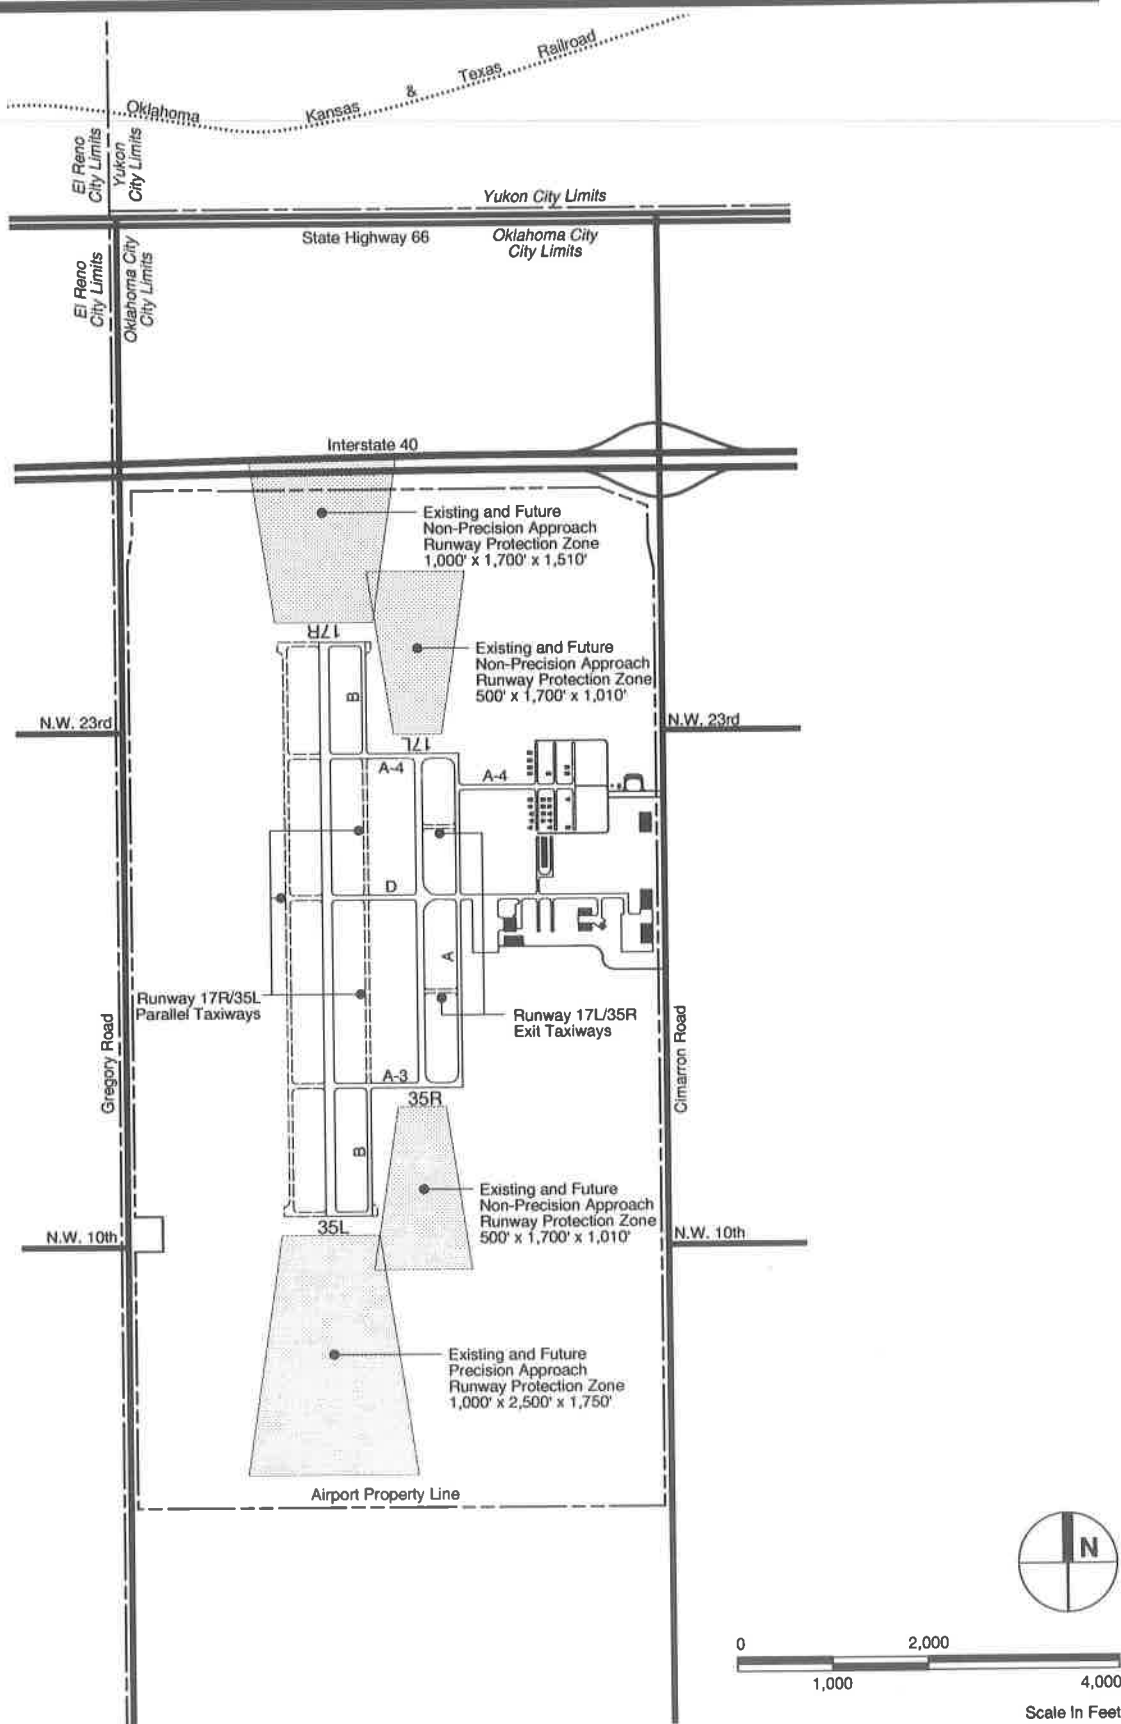 Oklahoma Kansas & Texas Railroad
El Reno
City Limits
Yukon
City Limits
Yukon City Limits
State Highway 66
Oklahoma City
City Limits
El Reno
City Limits
Oklahoma City
City Limits
Interstate 40
Existing and Future
Non-Precision Approach
Runway Protection Zone
1,000' x 1,700' x 1,510'
17R
Existing and Future
Non-Precision Approach
Runway Protection Zone
500' x 1,700' x 1,010'
B
N.W. 23rd
N.W. 23rd
17L
A-4
A-4
D
A
Runway 17R/35L
Parallel Taxiways
Runway 17L/35R
Exit Taxiways
Gregory Road
Cimarron Road
A-3
35R
B
Existing and Future
Non-Precision Approach
Runway Protection Zone
500' x 1,700' x 1,010'
35L
N.W. 10th
N.W. 10th
Existing and Future
Precision Approach
Runway Protection Zone
1,000' x 2,500' x 1,750'
Airport Property Line
N
0 2,000
1,000 4,000
Scale In Feet